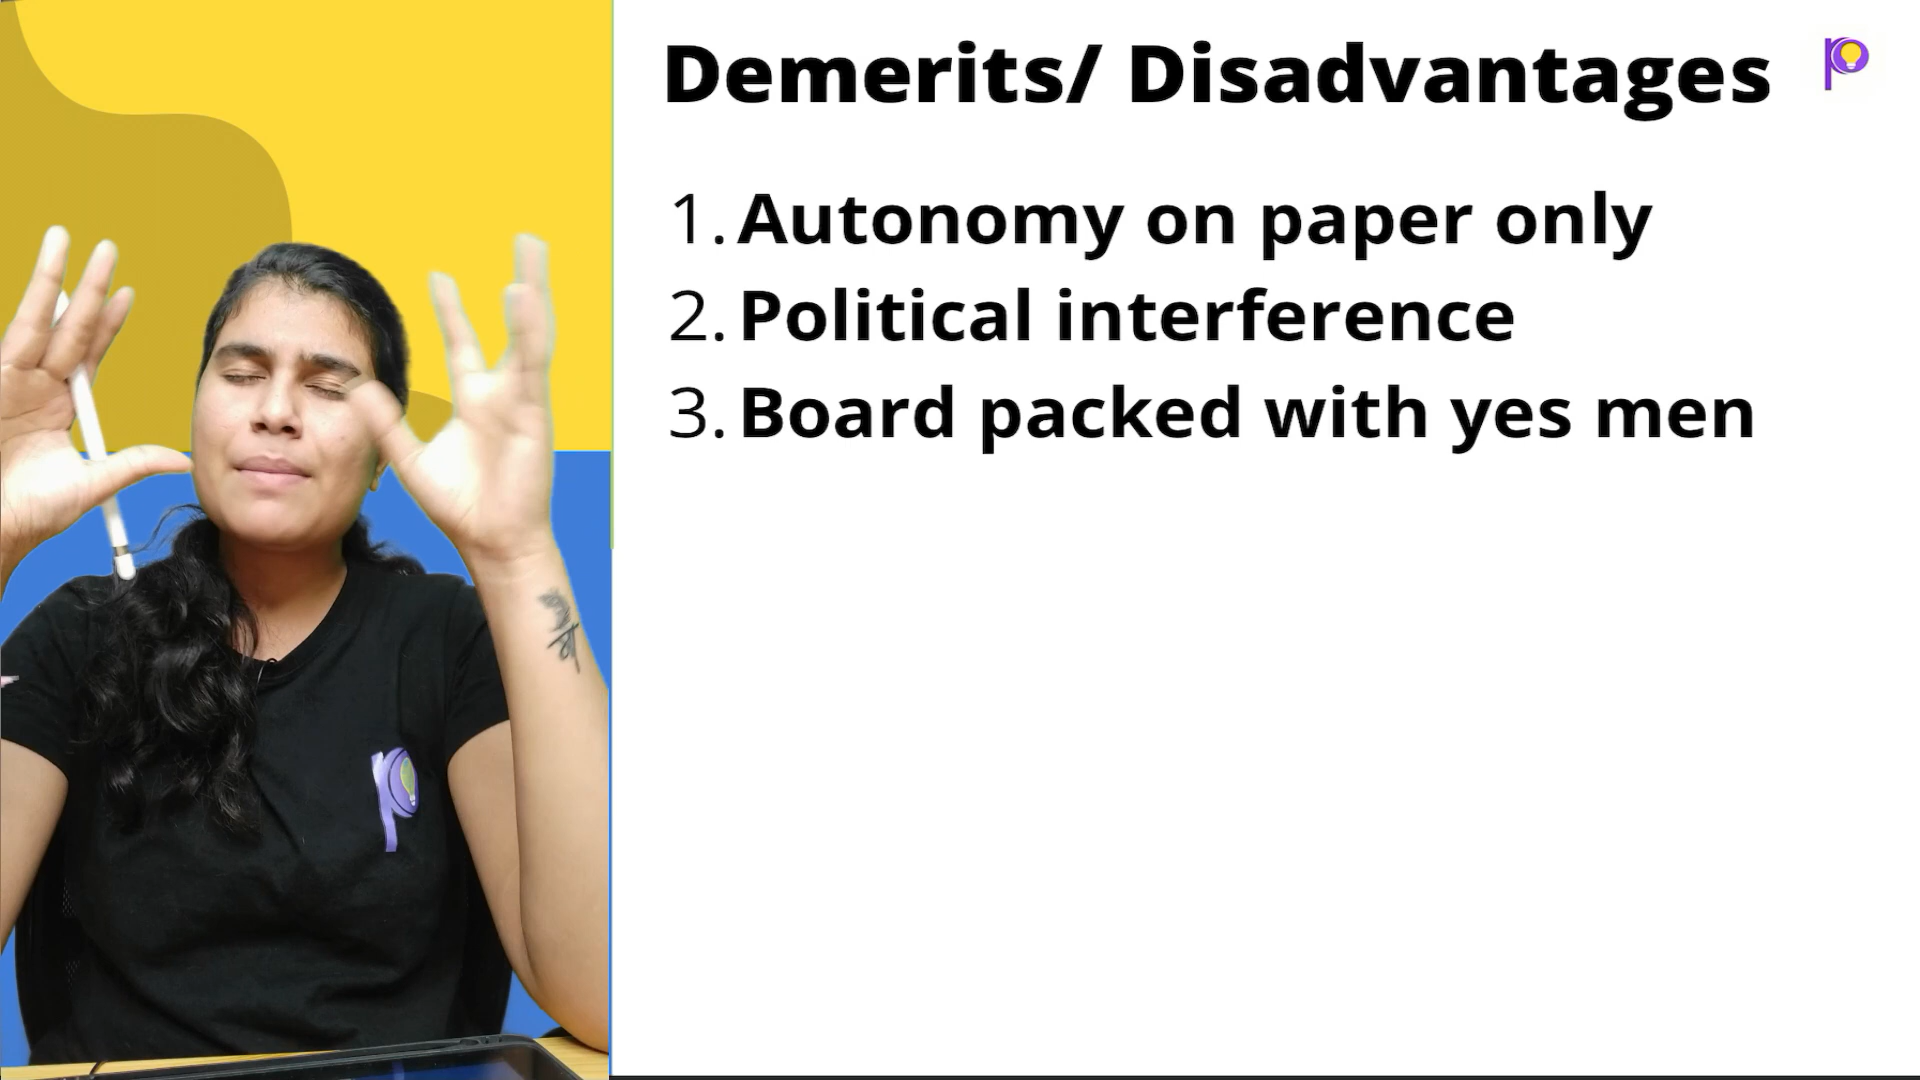 Demerits/ Disadvantages
1. Autonomy on paper only
2. Political interference
3. Board packed with yes men